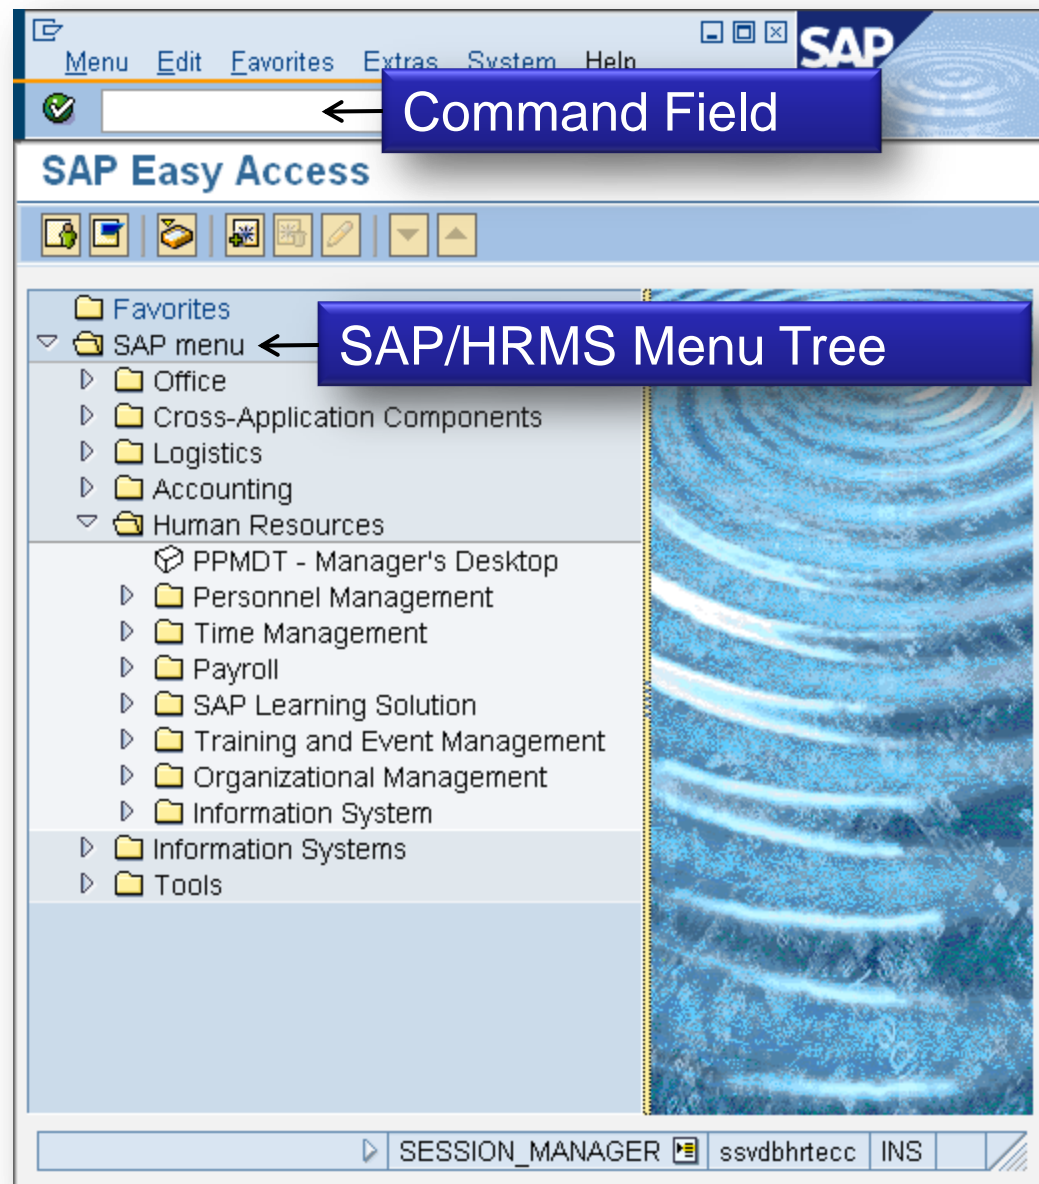 Menu Edit Favorites Extras System Help
SAP
Command Field
SAP Easy Access
Favorites
SAP menu
SAP/HRMS Menu Tree
Office
Cross-Application Components
Logistics
Accounting
Human Resources
PPMDT - Manager's Desktop
Personnel Management
Time Management
Payroll
SAP Learning Solution
Training and Event Management
Organizational Management
Information System
Information Systems
Tools
SESSION_MANAGER ssvdbhrtecc INS